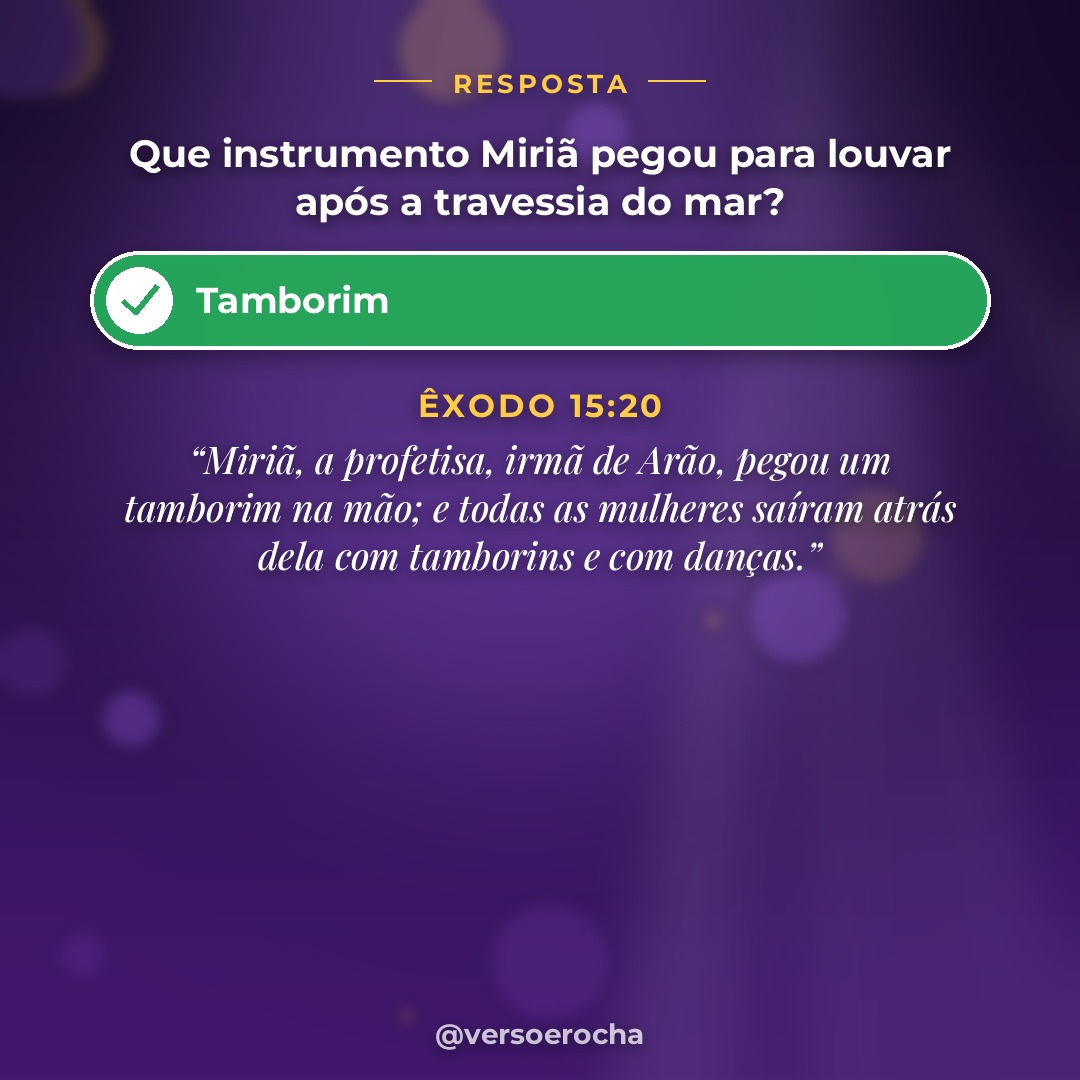 RESPOSTA
Que instrumento Miriã pegou para louvar
após a travessia do mar?
Tamborim
ÊXODO 15:20
“Miriã, a profetisa, irmã de Arão, pegou um
tamborim na mão; e todas as mulheres saíram atrás
dela com tamborins e com danças.”
@versoerocha